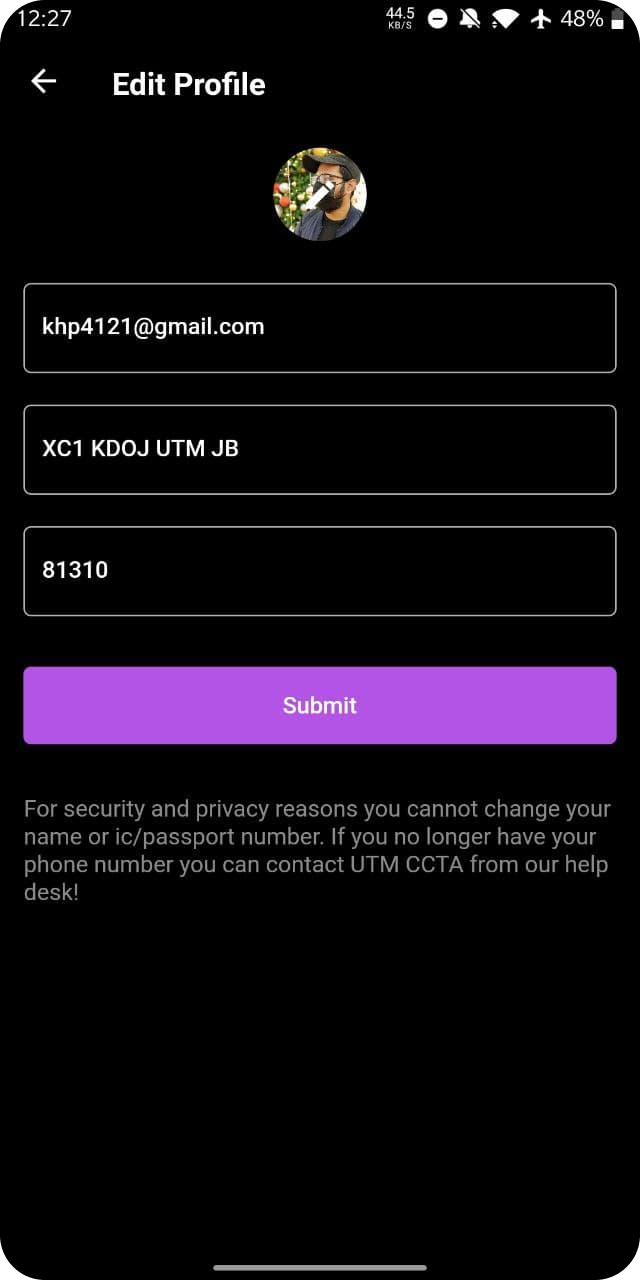 12:27
44.5
KB/S
48%
Edit Profile
khp4121@gmail.com
XC1 KDOJ UTM JB
81310
Submit
For security and privacy reasons you cannot change your
name or ic/passport number. If you no longer have your
phone number you can contact UTM CCTA from our help
desk!